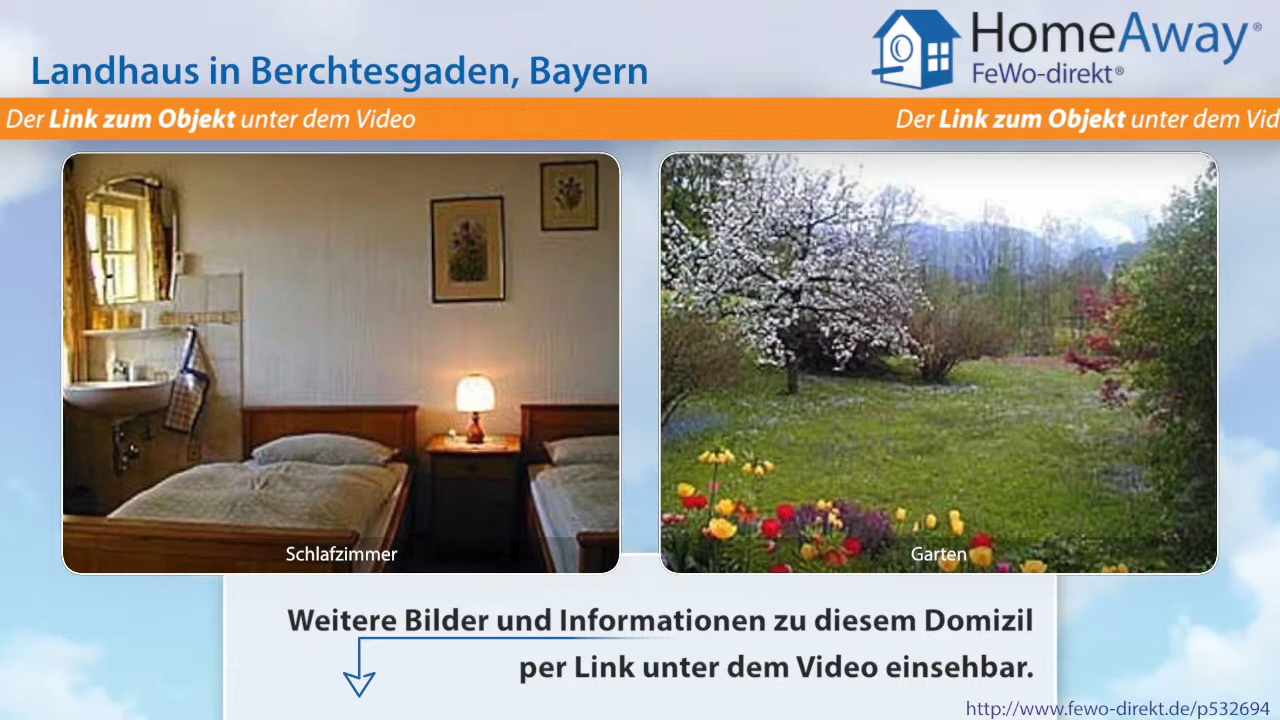 HomeAway®
FeWo-direkt®
Landhaus in Berchtesgaden, Bayern
Der Link zum Objekt unter dem Video
Der Link zum Objekt unter dem Vid
Schlafzimmer
Garten
Weitere Bilder und Informationen zu diesem Domizil
per Link unter dem Video einsehbar.
http://www.fewo-direkt.de/p532694